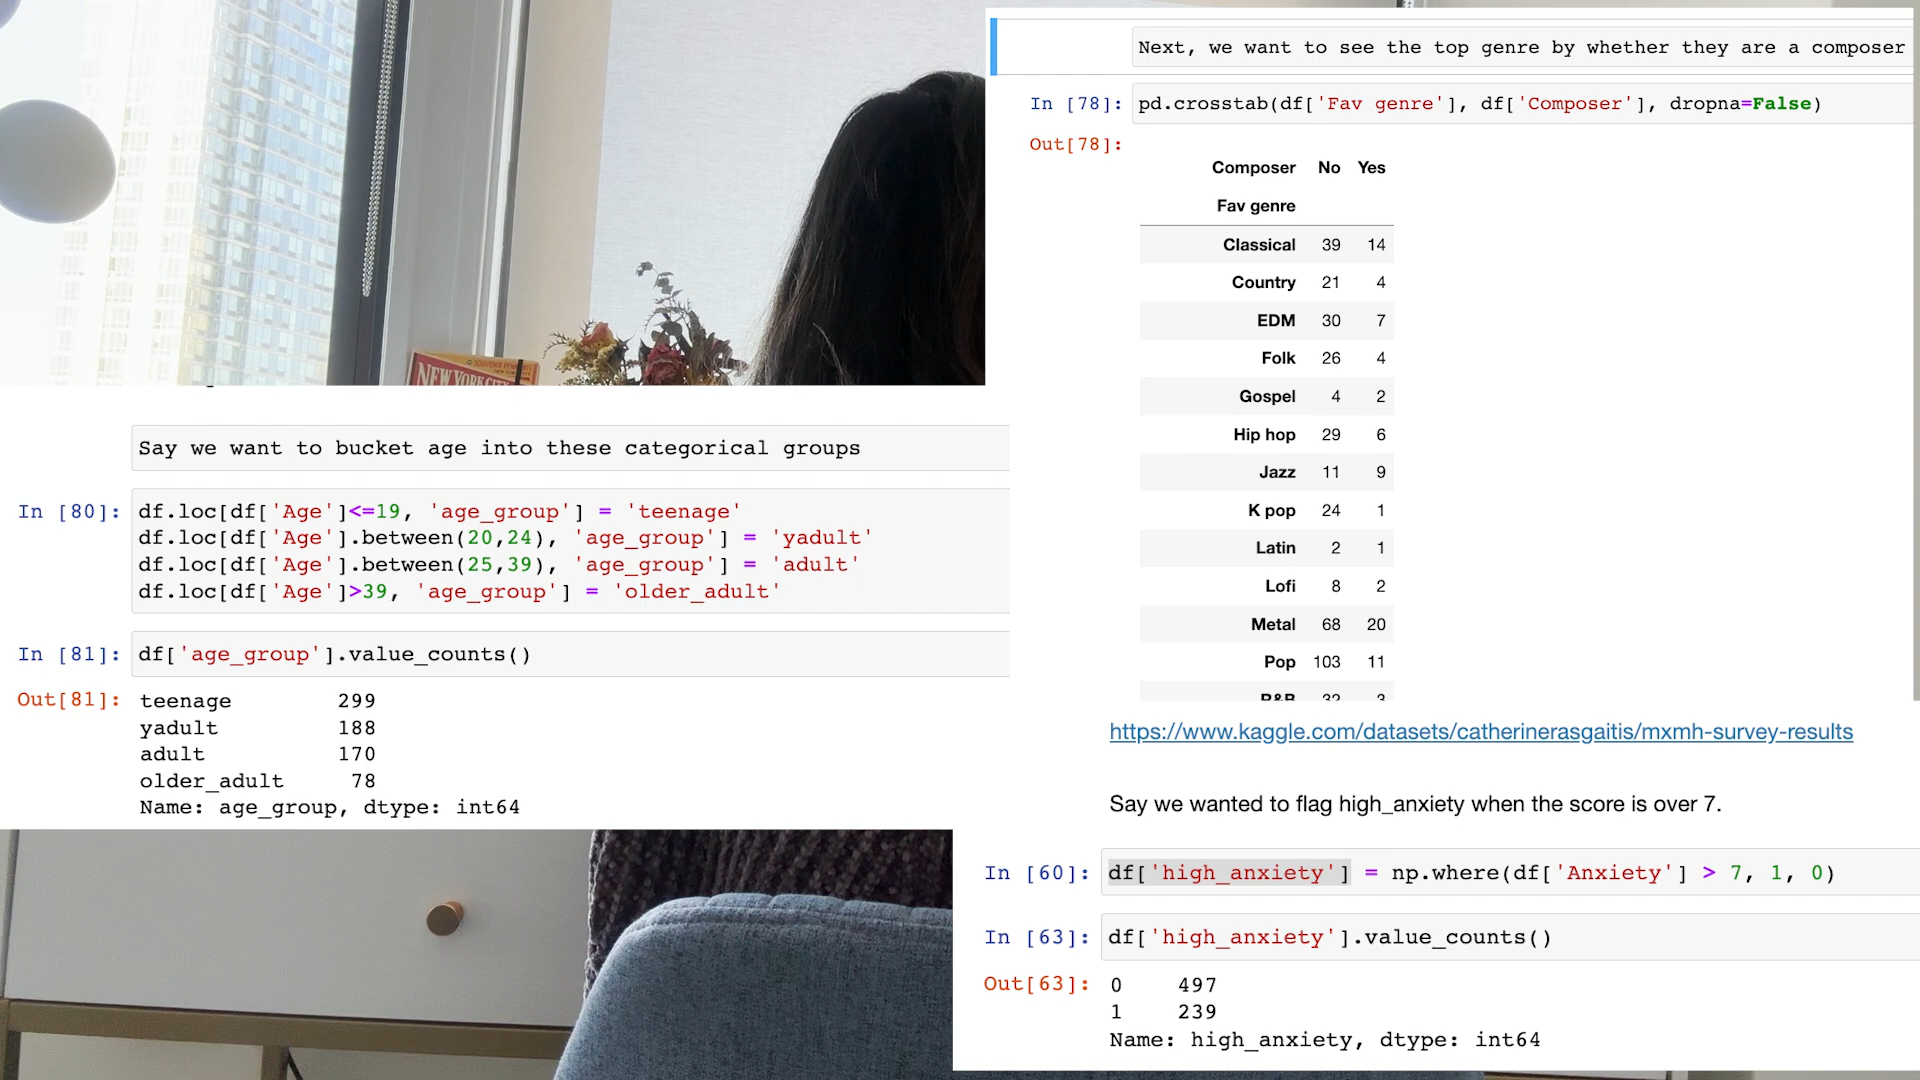 NEW YORK CITY
Say we want to bucket age into these categorical groups
In [80]: df.loc[df['Age']<=19, 'age_group'] = 'teenage'
df.loc[df['Age'].between(20,24), 'age_group'] = 'yadult'
df.loc[df['Age'].between(25,39), 'age_group'] = 'adult'
df.loc[df['Age']>39, 'age_group'] = 'older_adult'
In [81]: df['age_group'].value_counts()
Out[81]: teenage 299
yadult 188
adult 170
older_adult 78
Name: age_group, dtype: int64
Next, we want to see the top genre by whether they are a composer
In [78]: pd.crosstab(df['Fav genre'], df['Composer'], dropna=False)
Out[78]:
Composer No Yes
Fav genre
Classical 39 14
Country 21 4
EDM 30 7
Folk 26 4
Gospel 4 2
Hip hop 29 6
Jazz 11 9
K pop 24 1
Latin 2 1
Lofi 8 2
Metal 68 20
Pop 103 11
R&B 32 3
https://www.kaggle.com/datasets/catherinerasgaitis/mxmh-survey-results
Say we wanted to flag high_anxiety when the score is over 7.
In [60]: df['high_anxiety'] = np.where(df['Anxiety'] > 7, 1, 0)
In [63]: df['high_anxiety'].value_counts()
Out[63]: 0 497
1 239
Name: high_anxiety, dtype: int64